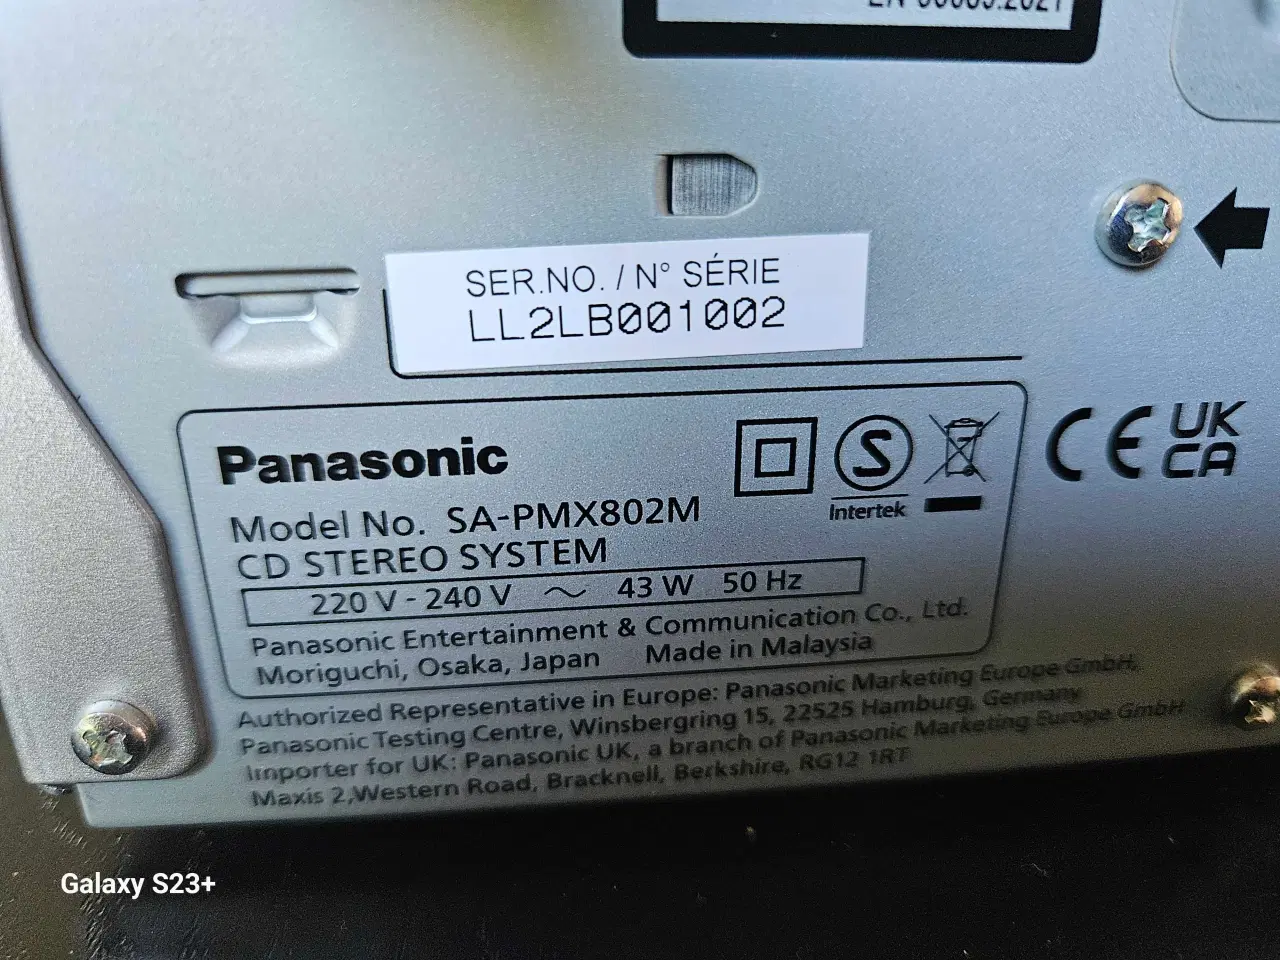 SER.NO. / N° SÉRIE
LL2LB001002
Panasonic
Intertek
CE UK CA
Model No. SA-PMX802M
CD STEREO SYSTEM
220 V - 240 V ～ 43 W 50 Hz
Panasonic Entertainment & Communication Co., Ltd.
Moriguchi, Osaka, Japan Made in Malaysia
Authorized Representative in Europe: Panasonic Marketing Europe GmbH,
Panasonic Testing Centre, Winsbergring 15, 22525 Hamburg, Germany
Importer for UK: Panasonic UK, a branch of Panasonic Marketing Europe GmbH
Maxis 2,Western Road, Bracknell, Berkshire, RG12 1RT
Galaxy S23+